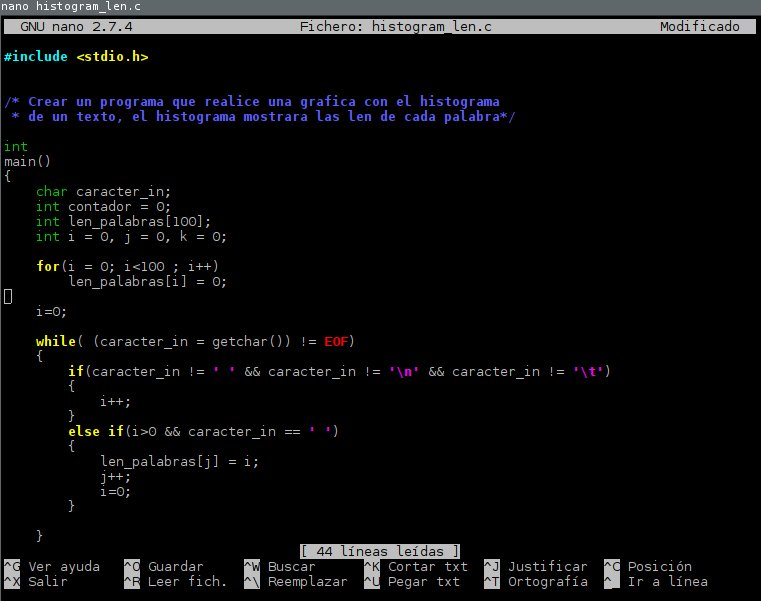 nano histogram_len.c
GNU nano 2.7.4 Fichero: histogram_len.c Modificado
#include <stdio.h>
/* Crear un programa que realice una grafica con el histograma
 * de un texto, el histograma mostrara las len de cada palabra*/
int
main()
{
    char caracter_in;
    int contador = 0;
    int len_palabras[100];
    int i = 0, j = 0, k = 0;
    for(i = 0; i<100 ; i++)
        len_palabras[i] = 0;
    i=0;
    while( (caracter_in = getchar()) != EOF)
    {
        if(caracter_in != ' ' && caracter_in != '\n' && caracter_in != '\t')
        {
            i++;
        }
        else if(i>0 && caracter_in == ' ')
        {
            len_palabras[j] = i;
            j++;
            i=0;
        }
    }
[ 44 líneas leídas ]
^G Ver ayuda ^O Guardar ^W Buscar ^K Cortar txt ^J Justificar ^C Posición
^X Salir ^R Leer fich. ^\ Reemplazar ^U Pegar txt ^T Ortografía ^_ Ir a línea